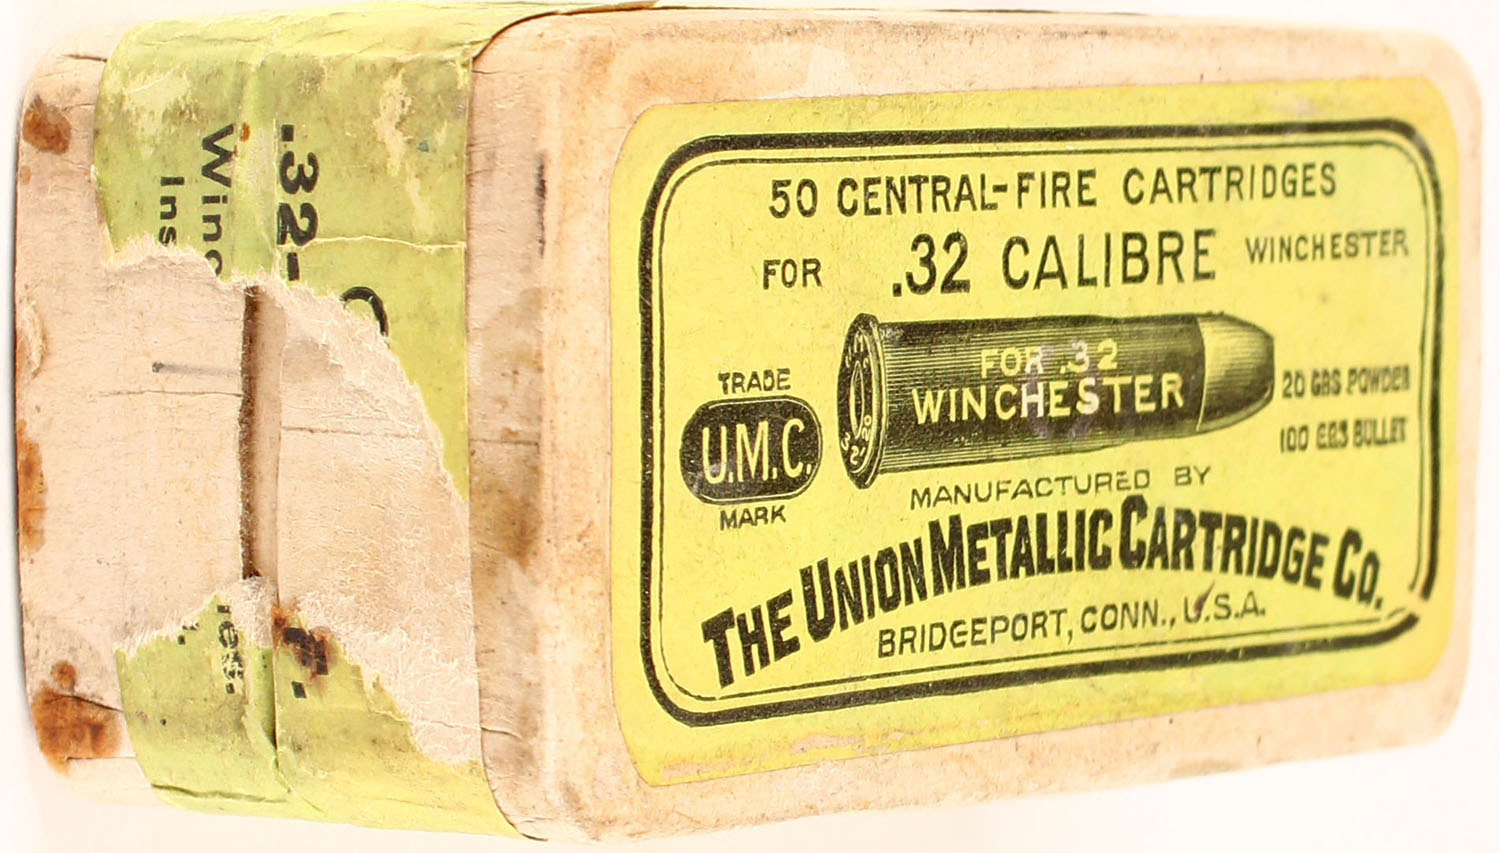 50 CENTRAL-FIRE CARTRIDGES
FOR .32 CALIBRE WINCHESTER
FOR .32
WINCHESTER
TRADE
U.M.C.
MARK
20 GRS POWDER
100 GRS BULLET
MANUFACTURED BY
THE UNION METALLIC CARTRIDGE CO.
BRIDGEPORT, CONN., U.S.A.
.32-
F.